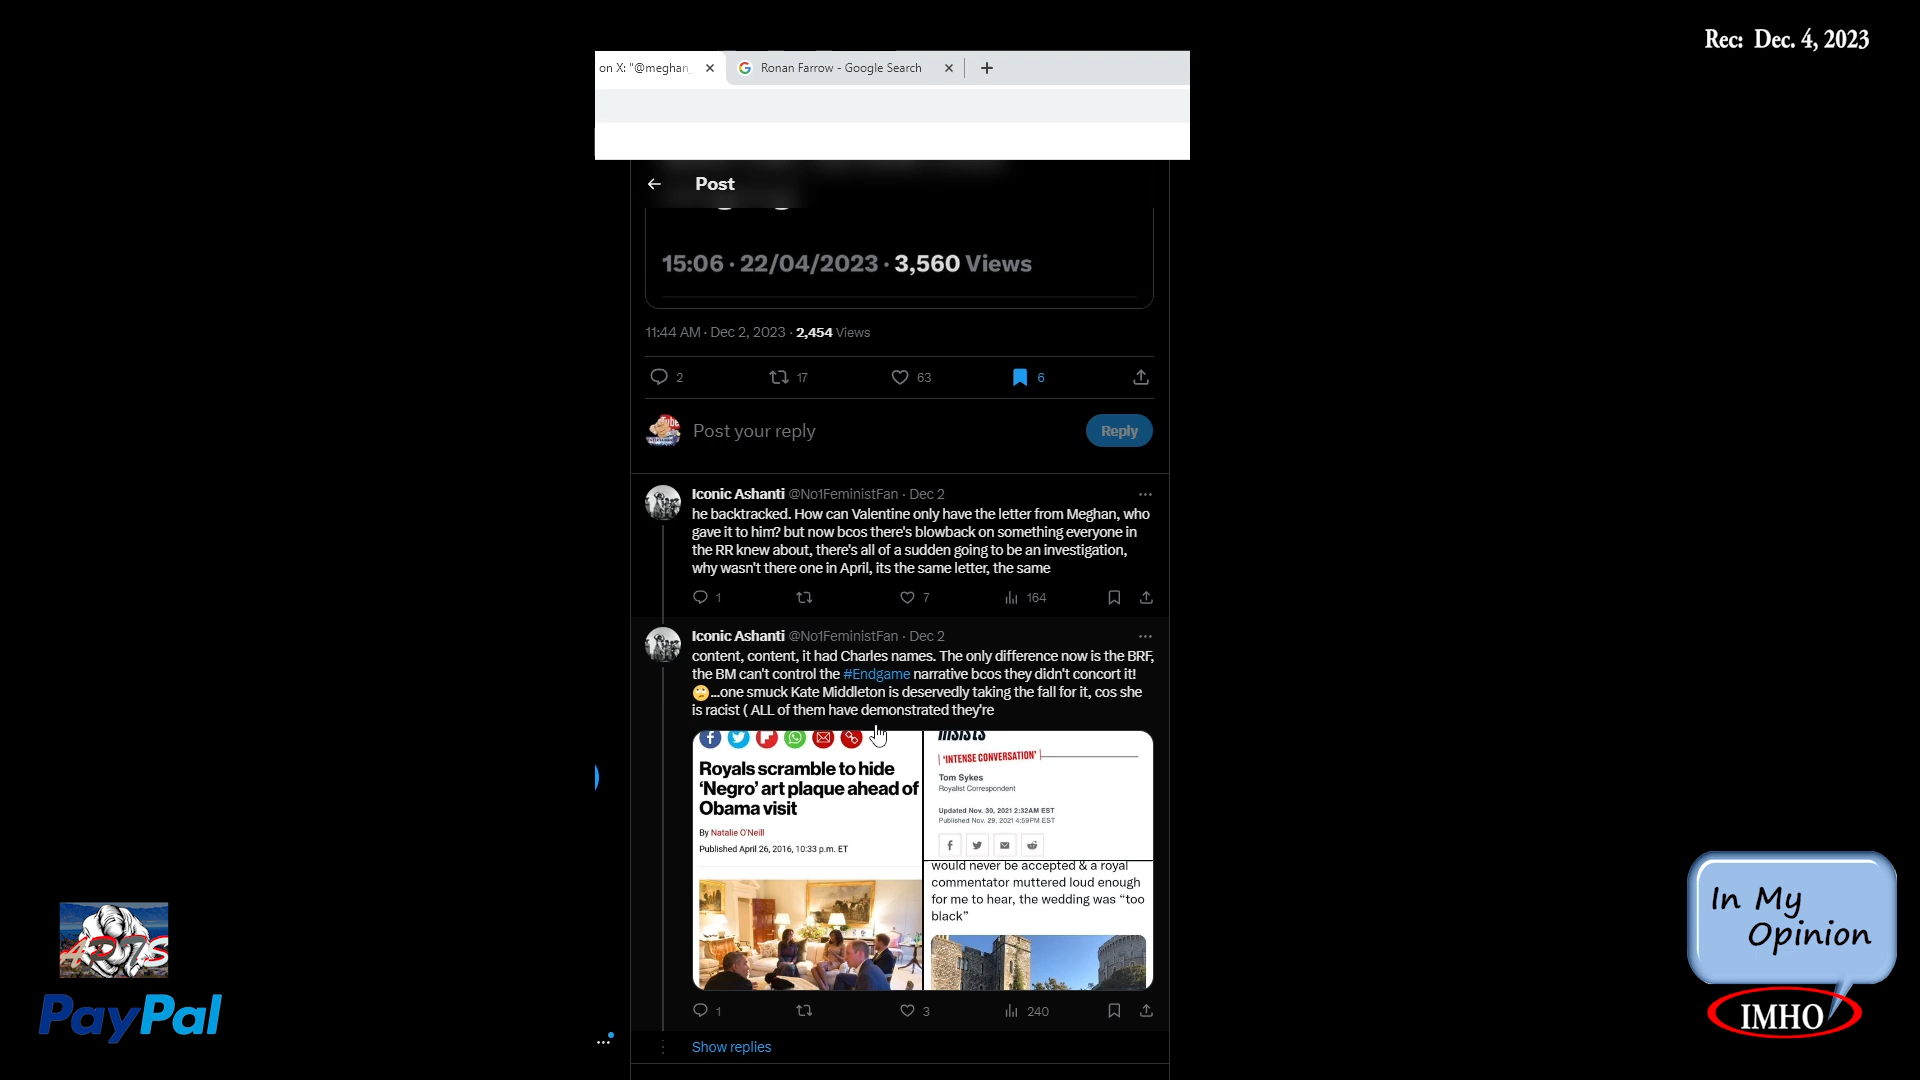 Rec: Dec. 4, 2023
on X: "@meghan_
Ronan Farrow - Google Search
Post
15:06 · 22/04/2023 · 3,560 Views
11:44 AM · Dec 2, 2023 · 2,454 Views
2 17 63 6
Post your reply
Reply
Iconic Ashanti @No1FeministFan · Dec 2
he backtracked. How can Valentine only have the letter from Meghan, who
gave it to him? but now bcos there's blowback on something everyone in
the RR knew about, there's all of a sudden going to be an investigation,
why wasn't there one in April, its the same letter, the same
1 7 164
Iconic Ashanti @No1FeministFan · Dec 2
content, content, it had Charles names. The only difference now is the BRF,
the BM can't control the #Endgame narrative bcos they didn't concort it!
🙄...one smuck Kate Middleton is deservedly taking the fall for it, cos she
is racist ( ALL of them have demonstrated they're
Royals scramble to hide
'Negro' art plaque ahead of
Obama visit
By Natalie O'Neill
Published April 26, 2016, 10:33 p.m. ET
'INTENSE CONVERSATION'
Tom Sykes
Royalist Correspondent
Updated Nov. 30, 2021 2:32AM EST
Published Nov. 29, 2021 4:59PM EST
would never be accepted & a royal
commentator muttered loud enough
for me to hear, the wedding was “too
black”
1 3 240
Show replies
PayPal
In My
Opinion
IMHO